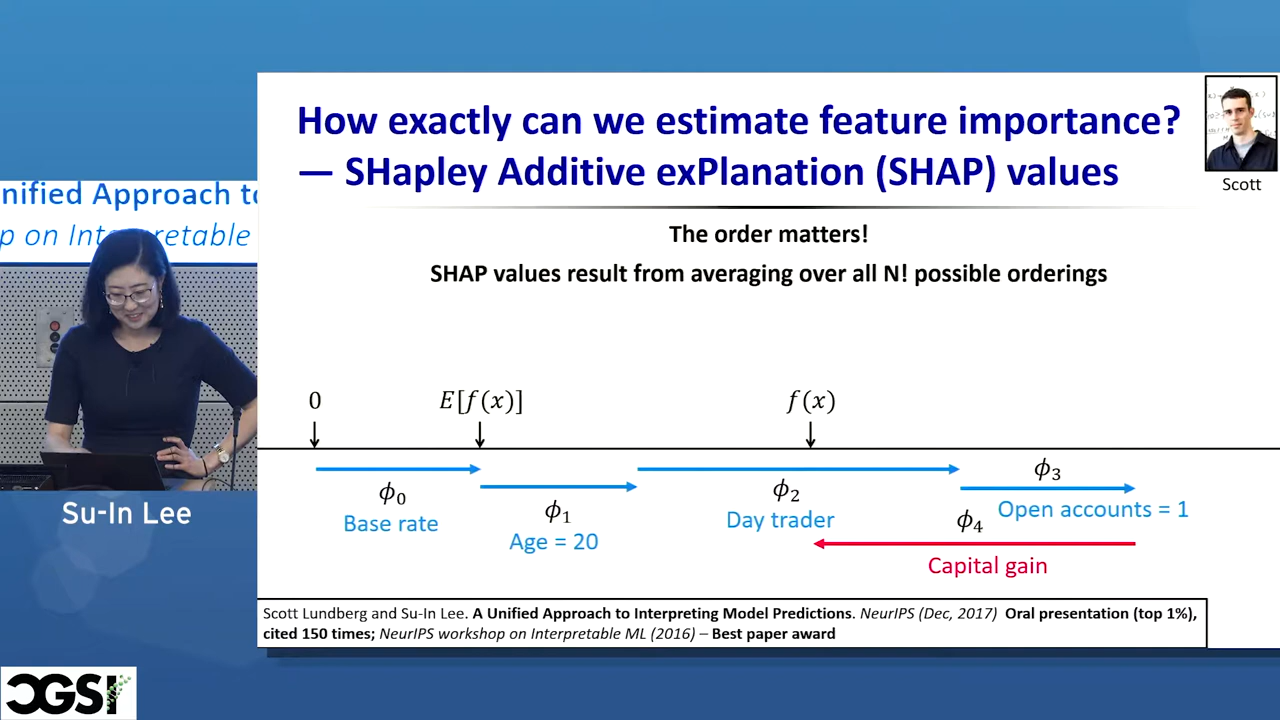 How exactly can we estimate feature importance?
— SHapley Additive exPlanation (SHAP) values
Scott
nified Approach to
p on Interpretable
The order matters!
SHAP values result from averaging over all N! possible orderings
0
E[f(x)]
f(x)
ϕ₀
Base rate
ϕ₁
Age = 20
ϕ₂
Day trader
ϕ₃
Open accounts = 1
ϕ₄
Capital gain
Su-In Lee
Scott Lundberg and Su-In Lee. A Unified Approach to Interpreting Model Predictions. NeurIPS (Dec, 2017) Oral presentation (top 1%),
cited 150 times; NeurIPS workshop on Interpretable ML (2016) – Best paper award
CGSI